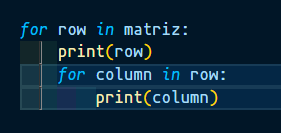 for row in matriz:
    print(row)
    for column in row:
        print(column)